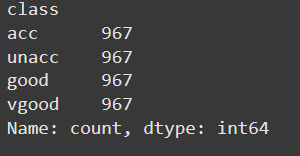 class
acc      967
unacc    967
good     967
vgood    967
Name: count, dtype: int64